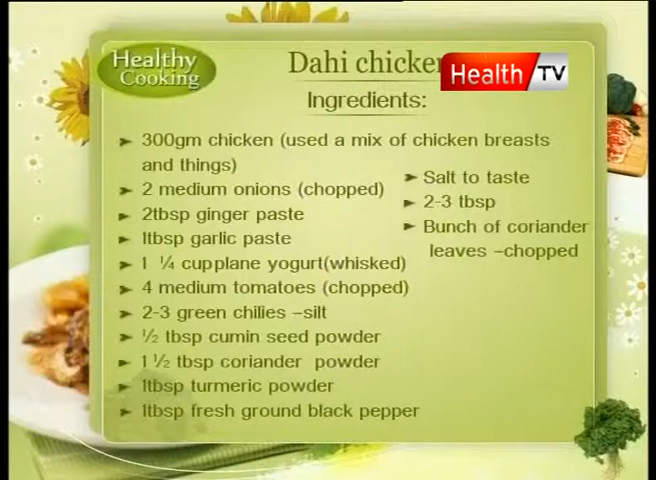 Healthy
Cooking
Dahi chicken
Health TV
Ingredients:
➤ 300gm chicken (used a mix of chicken breasts
and things)
➤ 2 medium onions (chopped)
➤ 2tbsp ginger paste
➤ 1tbsp garlic paste
➤ 1 ¼ cupplane yogurt(whisked)
➤ 4 medium tomatoes (chopped)
➤ 2-3 green chilies –silt
➤ ½ tbsp cumin seed powder
➤ 1 ½ tbsp coriander powder
➤ 1tbsp turmeric powder
➤ 1tbsp fresh ground black pepper
➤ Salt to taste
➤ 2-3 tbsp
➤ Bunch of coriander
leaves –chopped